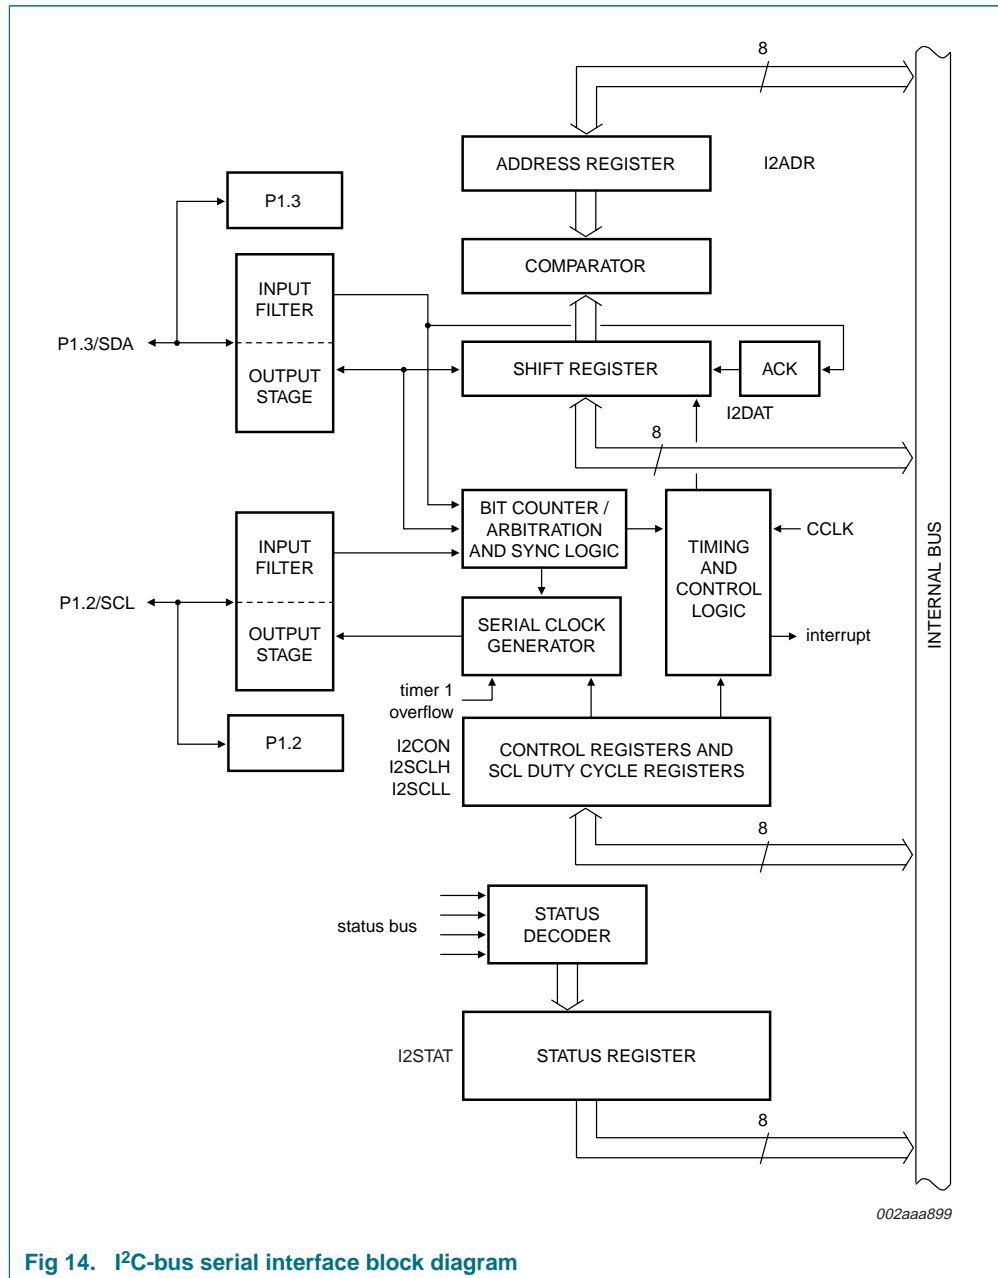 8
ADDRESS REGISTER
I2ADR
P1.3
COMPARATOR
INPUT
FILTER
P1.3/SDA
OUTPUT
STAGE
SHIFT REGISTER
ACK
I2DAT
8
BIT COUNTER /
ARBITRATION
AND SYNC LOGIC
INPUT
FILTER
TIMING
AND
CONTROL
LOGIC
CCLK
INTERNAL BUS
P1.2/SCL
OUTPUT
STAGE
SERIAL CLOCK
GENERATOR
interrupt
timer 1
overflow
P1.2
I2CON
I2SCLH
I2SCLL
CONTROL REGISTERS AND
SCL DUTY CYCLE REGISTERS
8
status bus
STATUS
DECODER
I2STAT
STATUS REGISTER
8
002aaa899
Fig 14. I²C-bus serial interface block diagram